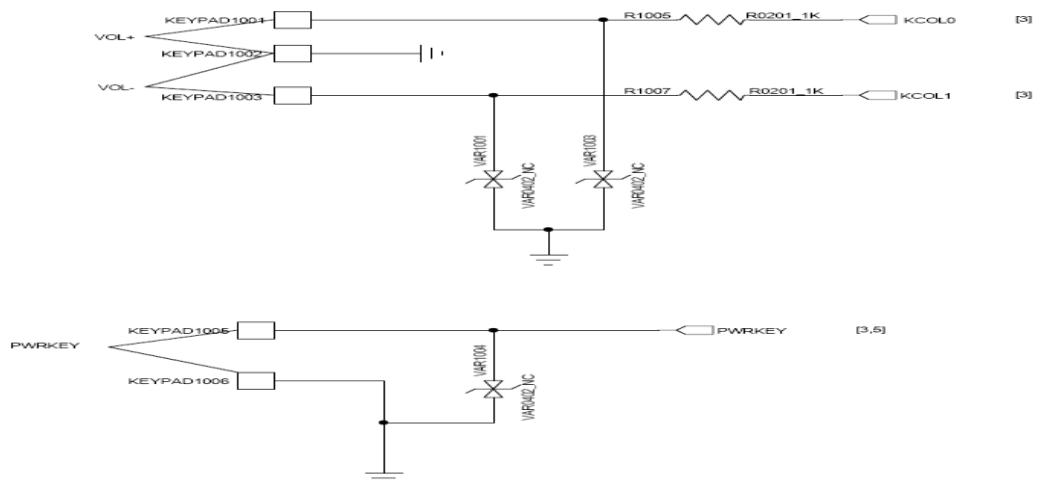 KEYPAD1001
R1005
R0201_1K
KCOL0
[3]
VOL+
KEYPAD1002
VOL-
KEYPAD1003
R1007
R0201_1K
KCOL1
[3]
VAR1001
VAR0402_NC
VAR1003
VAR0402_NC
KEYPAD1005
PWRKEY
[3,5]
PWRKEY
VAR1004
VAR0402_NC
KEYPAD1006